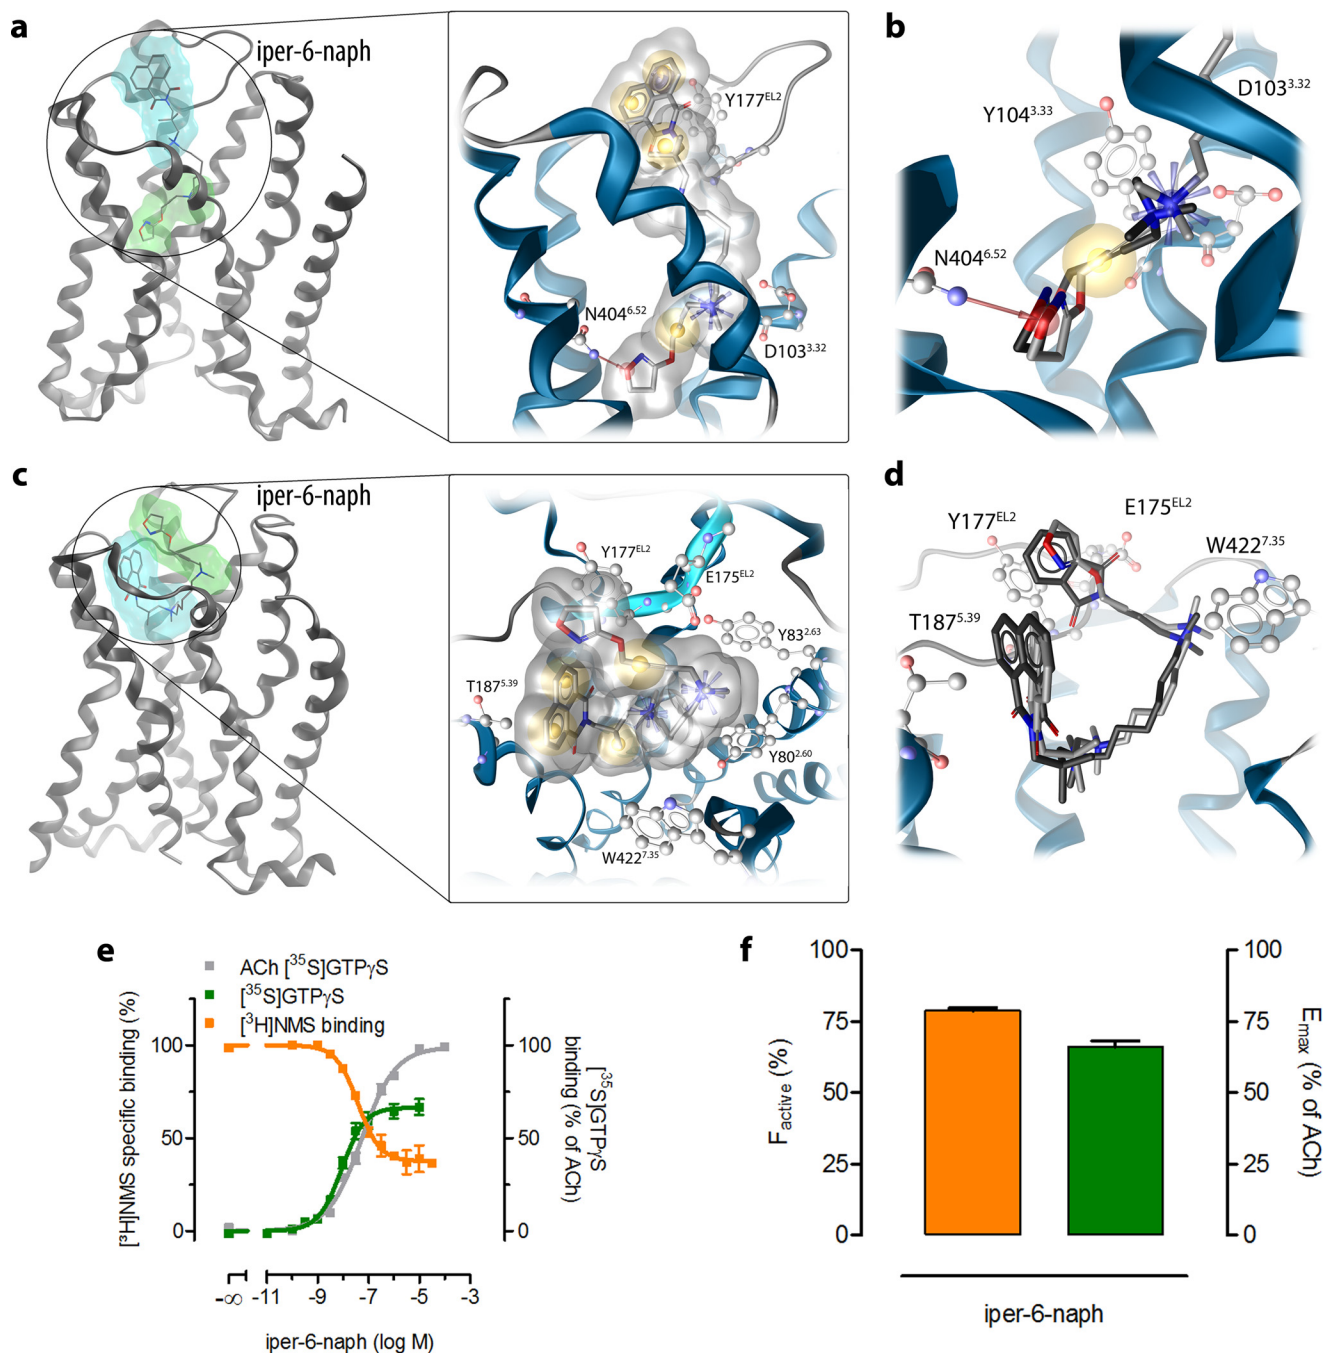 a
iper-6-naph
Y177EL2
N4046.52
D1033.32
b
D1033.32
Y1043.33
N4046.52
c
iper-6-naph
Y177EL2
E175EL2
Y832.63
T1875.39
Y802.60
W4227.35
d
Y177EL2
E175EL2
W4227.35
T1875.39
e
ACh [35S]GTPγS
[35S]GTPγS
[3H]NMS binding
[3H]NMS specific binding (%)
100
50
0
100
50
0
[35S]GTPγS
binding (% of ACh)
-∞ -11 -9 -7 -5 -3
iper-6-naph (log M)
f
Factive (%)
100
75
50
25
0
100
75
50
25
0
Emax (% of ACh)
iper-6-naph